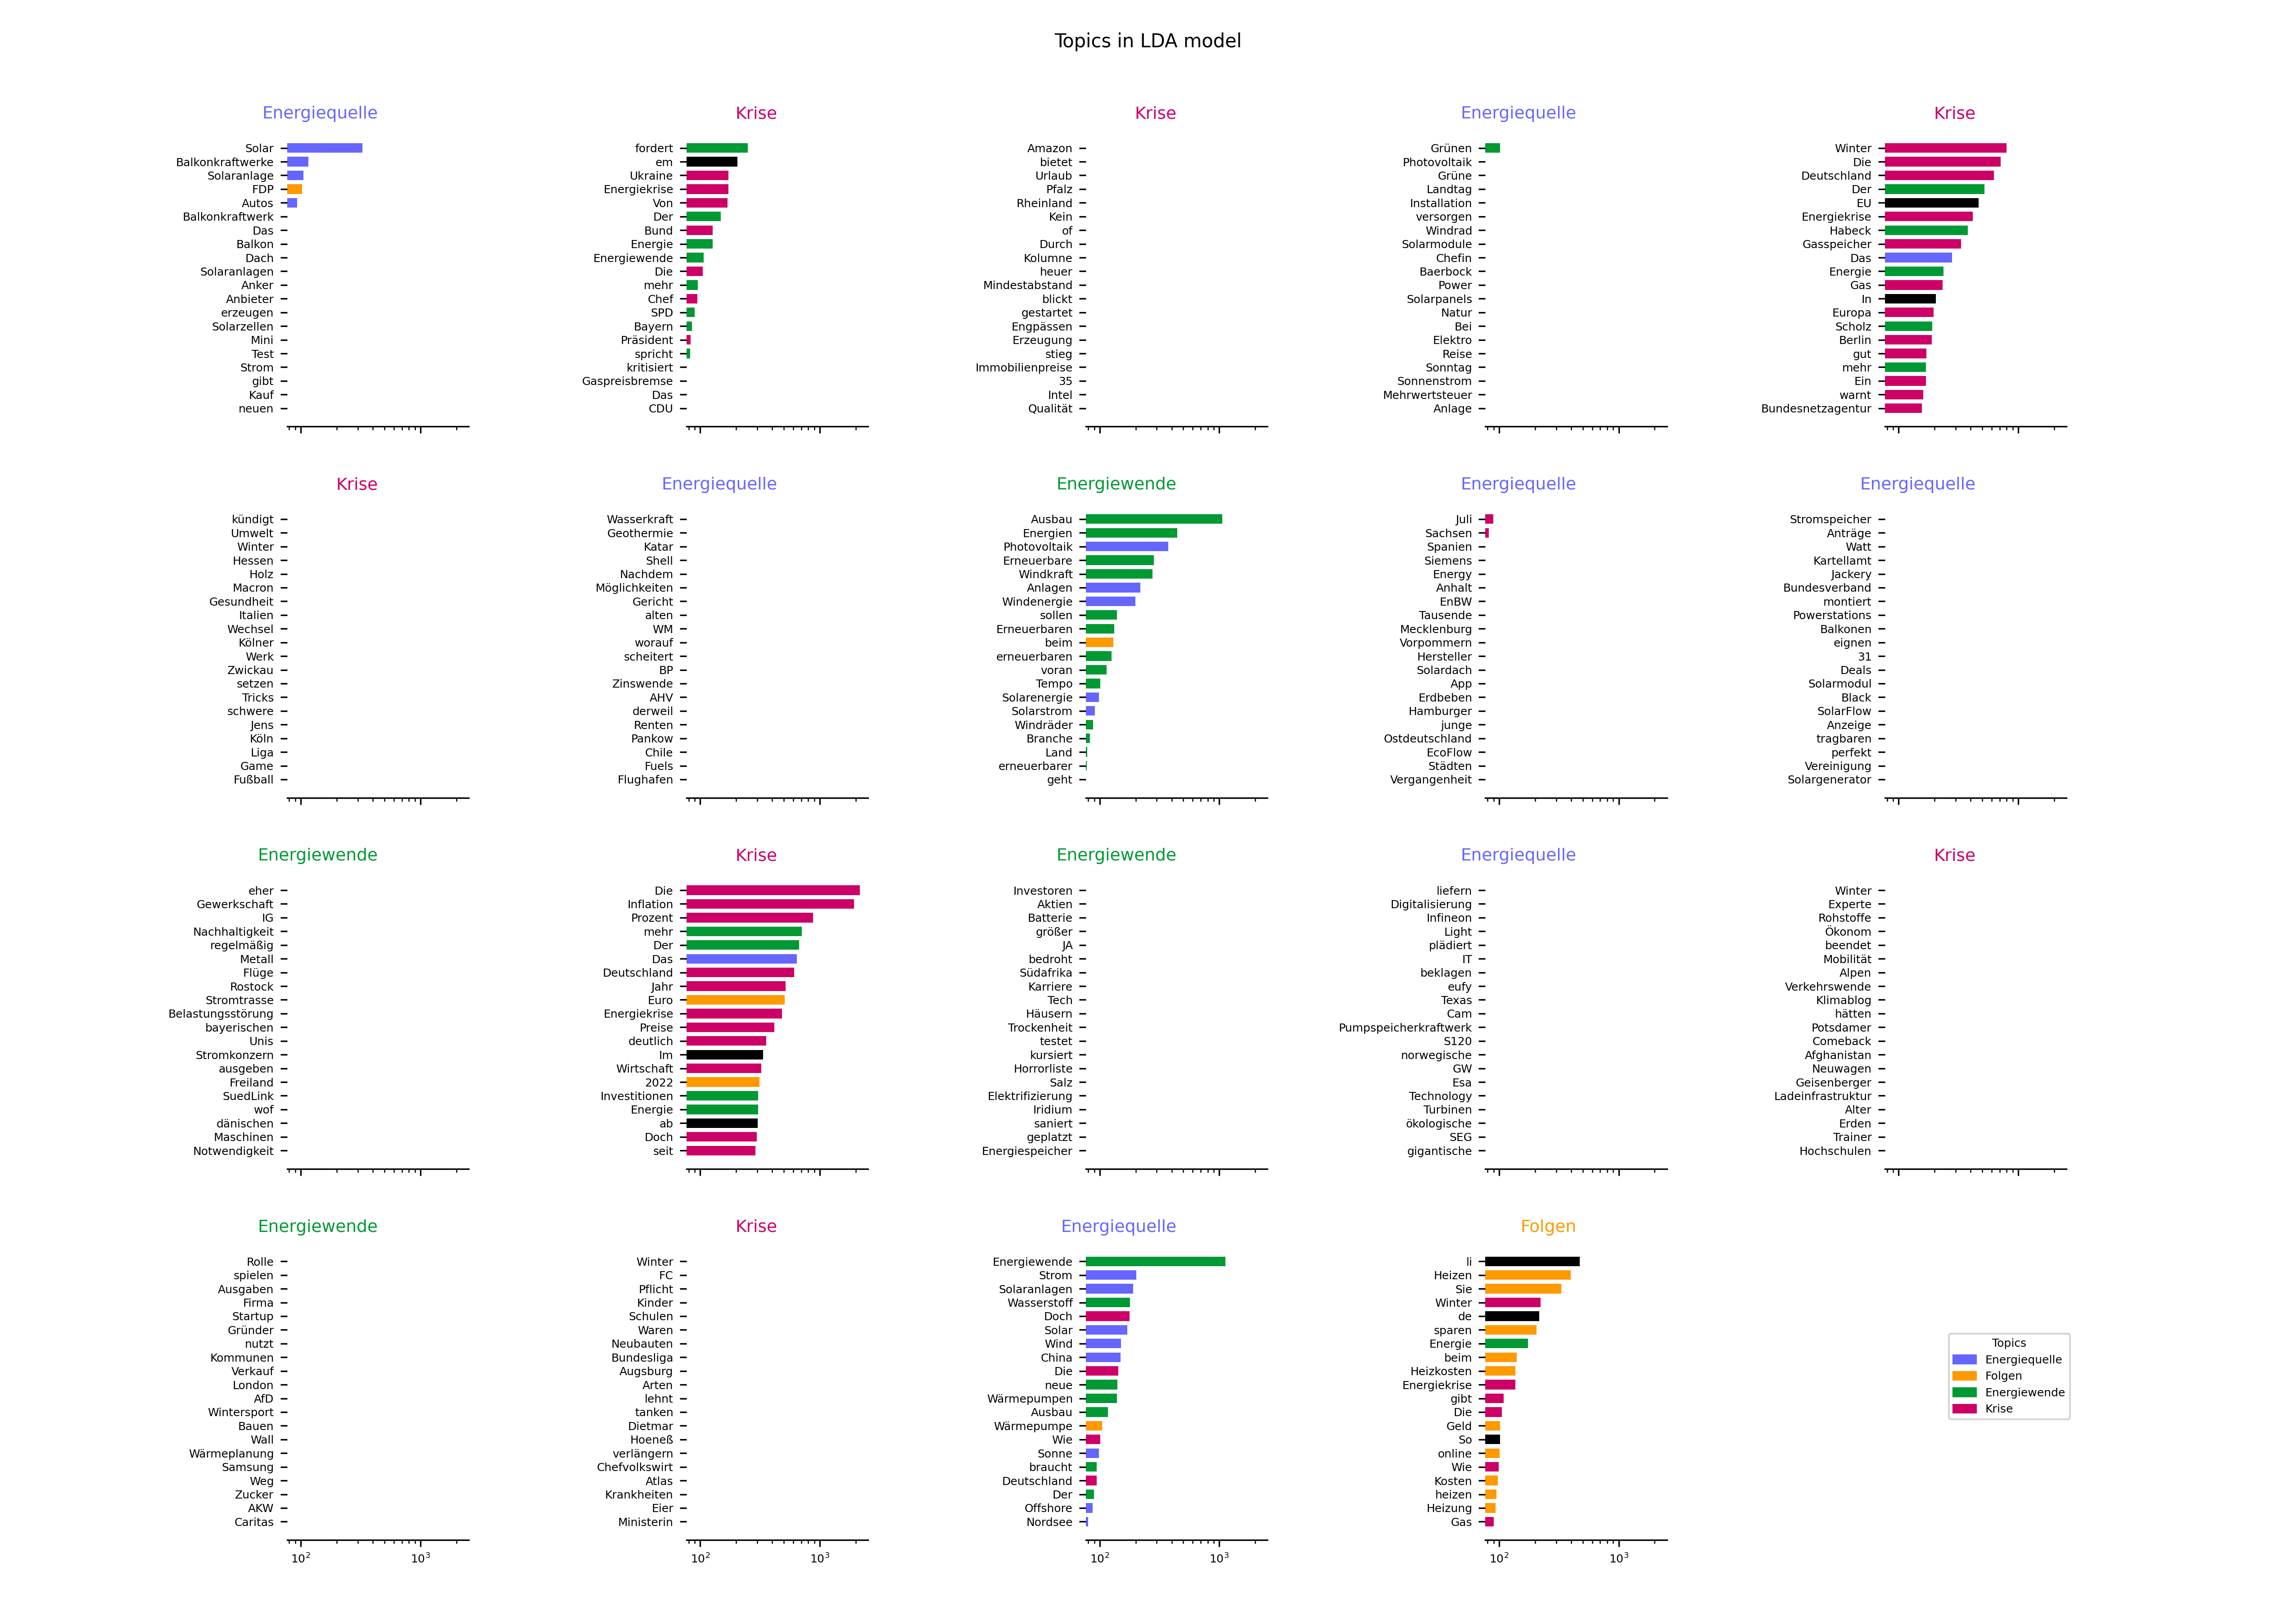 Topics in LDA model
Energiequelle
Solar
Balkonkraftwerke
Solaranlage
FDP
Autos
Balkonkraftwerk
Das
Balkon
Dach
Solaranlagen
Anker
Anbieter
erzeugen
Solarzellen
Mini
Test
Strom
gibt
Kauf
neuen
Krise
fordert
em
Ukraine
Energiekrise
Von
Der
Bund
Energie
Energiewende
Die
mehr
Chef
SPD
Bayern
Präsident
spricht
kritisiert
Gaspreisbremse
Das
CDU
Krise
Amazon
bietet
Urlaub
Pfalz
Rheinland
Kein
of
Durch
Kolumne
heuer
Mindestabstand
blickt
gestartet
Engpässen
Erzeugung
stieg
Immobilienpreise
35
Intel
Qualität
Energiequelle
Grünen
Photovoltaik
Grüne
Landtag
Installation
versorgen
Windrad
Solarmodule
Chefin
Baerbock
Power
Solarpanels
Natur
Bei
Elektro
Reise
Sonntag
Sonnenstrom
Mehrwertsteuer
Anlage
Krise
Winter
Die
Deutschland
Der
EU
Energiekrise
Habeck
Gasspeicher
Das
Energie
Gas
In
Europa
Scholz
Berlin
gut
mehr
Ein
warnt
Bundesnetzagentur
Krise
kündigt
Umwelt
Winter
Hessen
Holz
Macron
Gesundheit
Italien
Wechsel
Kölner
Werk
Zwickau
setzen
Tricks
schwere
Jens
Köln
Liga
Game
Fußball
Energiequelle
Wasserkraft
Geothermie
Katar
Shell
Nachdem
Möglichkeiten
Gericht
alten
WM
worauf
scheitert
BP
Zinswende
AHV
derweil
Renten
Pankow
Chile
Fuels
Flughafen
Energiewende
Ausbau
Energien
Photovoltaik
Erneuerbare
Windkraft
Anlagen
Windenergie
sollen
Erneuerbaren
beim
erneuerbaren
voran
Tempo
Solarenergie
Solarstrom
Windräder
Branche
Land
erneuerbarer
geht
Energiequelle
Juli
Sachsen
Spanien
Siemens
Energy
Anhalt
EnBW
Tausende
Mecklenburg
Vorpommern
Hersteller
Solardach
App
Erdbeben
Hamburger
junge
Ostdeutschland
EcoFlow
Städten
Vergangenheit
Energiequelle
Stromspeicher
Anträge
Watt
Kartellamt
Jackery
Bundesverband
montiert
Powerstations
Balkonen
eignen
31
Deals
Solarmodul
Black
SolarFlow
Anzeige
tragbaren
perfekt
Vereinigung
Solargenerator
Energiewende
eher
Gewerkschaft
IG
Nachhaltigkeit
regelmäßig
Metall
Flüge
Rostock
Stromtrasse
Belastungsstörung
bayerischen
Unis
Stromkonzern
ausgeben
Freiland
SuedLink
wof
dänischen
Maschinen
Notwendigkeit
Krise
Die
Inflation
Prozent
mehr
Der
Das
Deutschland
Jahr
Euro
Energiekrise
Preise
deutlich
Im
Wirtschaft
2022
Investitionen
Energie
ab
Doch
seit
Energiewende
Investoren
Aktien
Batterie
größer
JA
bedroht
Südafrika
Karriere
Tech
Häusern
Trockenheit
testet
kursiert
Horrorliste
Salz
Elektrifizierung
Iridium
saniert
geplatzt
Energiespeicher
Energiequelle
liefern
Digitalisierung
Infineon
Light
plädiert
IT
beklagen
eufy
Texas
Cam
Pumpspeicherkraftwerk
S120
norwegische
GW
Esa
Technology
Turbinen
ökologische
SEG
gigantische
Krise
Winter
Experte
Rohstoffe
Ökonom
beendet
Mobilität
Alpen
Verkehrswende
Klimablog
hätten
Potsdamer
Comeback
Afghanistan
Neuwagen
Geisenberger
Ladeinfrastruktur
Alter
Erden
Trainer
Hochschulen
Energiewende
Rolle
spielen
Ausgaben
Firma
Startup
Gründer
nutzt
Kommunen
Verkauf
London
AfD
Wintersport
Bauen
Wall
Wärmeplanung
Samsung
Weg
Zucker
AKW
Caritas
10² 10³
Krise
Winter
FC
Pflicht
Kinder
Schulen
Waren
Neubauten
Bundesliga
Augsburg
Arten
lehnt
tanken
Dietmar
Hoeneß
verlängern
Chefvolkswirt
Atlas
Krankheiten
Eier
Ministerin
10² 10³
Energiequelle
Energiewende
Strom
Solaranlagen
Wasserstoff
Doch
Solar
Wind
China
Die
neue
Wärmepumpen
Ausbau
Wärmepumpe
Wie
Sonne
braucht
Deutschland
Der
Offshore
Nordsee
10² 10³
Folgen
li
Heizen
Sie
Winter
de
sparen
Energie
beim
Heizkosten
Energiekrise
gibt
Die
Geld
So
online
Wie
Kosten
heizen
Heizung
Gas
10² 10³
Topics
Energiequelle
Folgen
Energiewende
Krise